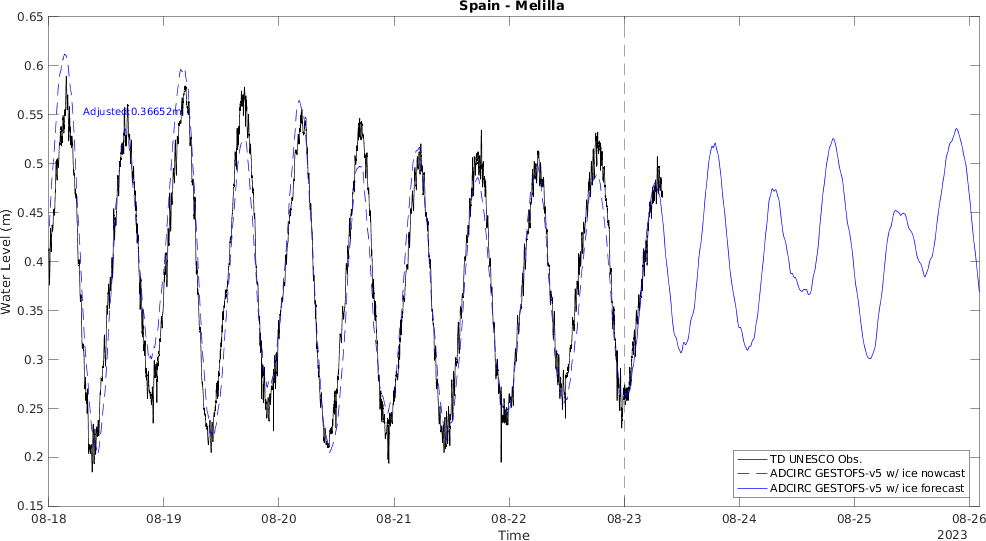 Spain - Melilla
0.65
0.6
0.55
0.5
0.45
0.4
0.35
0.3
0.25
0.2
0.15
Water Level (m)
Adjusted:0.36652m
TD UNESCO Obs.
ADCIRC GESTOFS-v5 w/ ice nowcast
ADCIRC GESTOFS-v5 w/ ice forecast
08-18 08-19 08-20 08-21 08-22 08-23 08-24 08-25 08-26
Time
2023